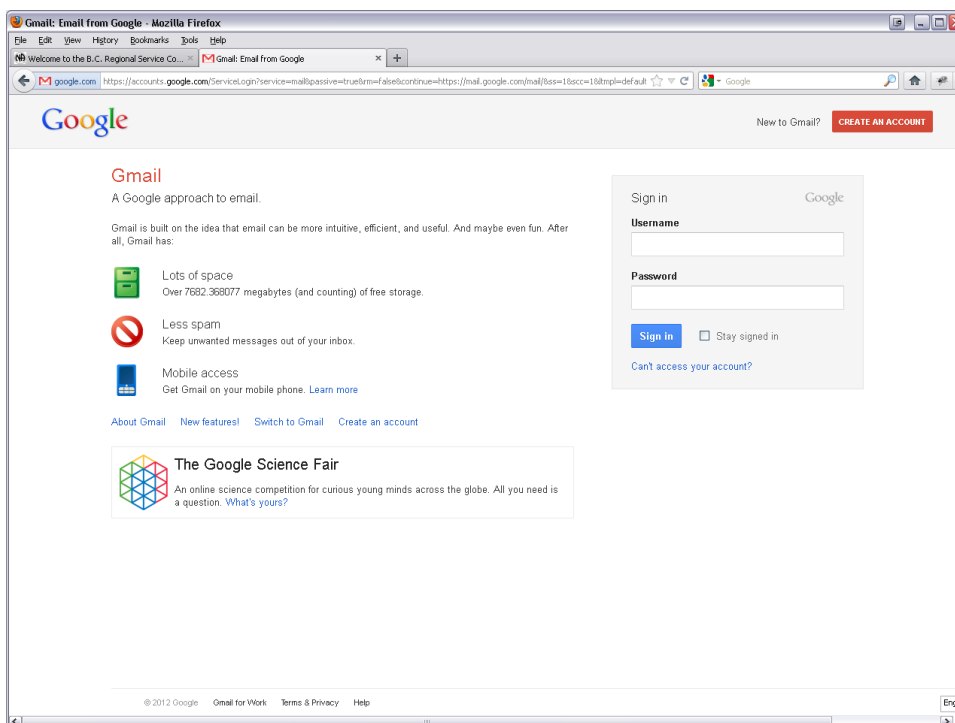 Gmail: Email from Google - Mozilla Firefox
File Edit View History Bookmarks Tools Help
Welcome to the B.C. Regional Service Co... × Gmail: Email from Google × +
google.com https://accounts.google.com/ServiceLogin?service=mail&passive=true&rm=false&continue=https://mail.google.com/mail/&ss=1&scc=1&ltmpl=default Google
Google
New to Gmail? CREATE AN ACCOUNT
Gmail
A Google approach to email.
Gmail is built on the idea that email can be more intuitive, efficient, and useful. And maybe even fun. After
all, Gmail has:
Lots of space
Over 7682.368077 megabytes (and counting) of free storage.
Less spam
Keep unwanted messages out of your inbox.
Mobile access
Get Gmail on your mobile phone. Learn more
About Gmail New features! Switch to Gmail Create an account
The Google Science Fair
An online science competition for curious young minds across the globe. All you need is
a question. What's yours?
Sign in Google
Username
Password
Sign in Stay signed in
Can't access your account?
© 2012 Google Gmail for Work Terms & Privacy Help
Eng